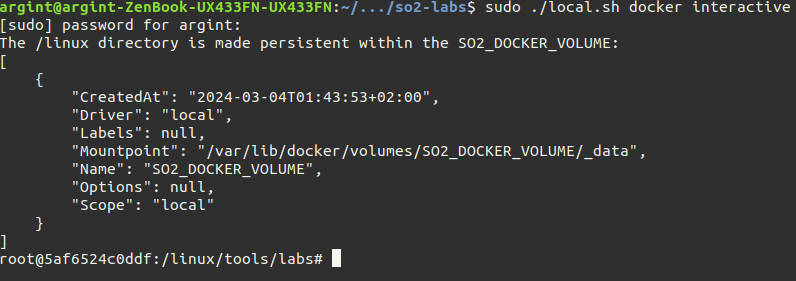 argint@argint-ZenBook-UX433FN-UX433FN:~/.../so2-labs$ sudo ./local.sh docker interactive
[sudo] password for argint:
The /linux directory is made persistent within the SO2_DOCKER_VOLUME:
[
    {
        "CreatedAt": "2024-03-04T01:43:53+02:00",
        "Driver": "local",
        "Labels": null,
        "Mountpoint": "/var/lib/docker/volumes/SO2_DOCKER_VOLUME/_data",
        "Name": "SO2_DOCKER_VOLUME",
        "Options": null,
        "Scope": "local"
    }
]
root@5af6524c0ddf:/linux/tools/labs#